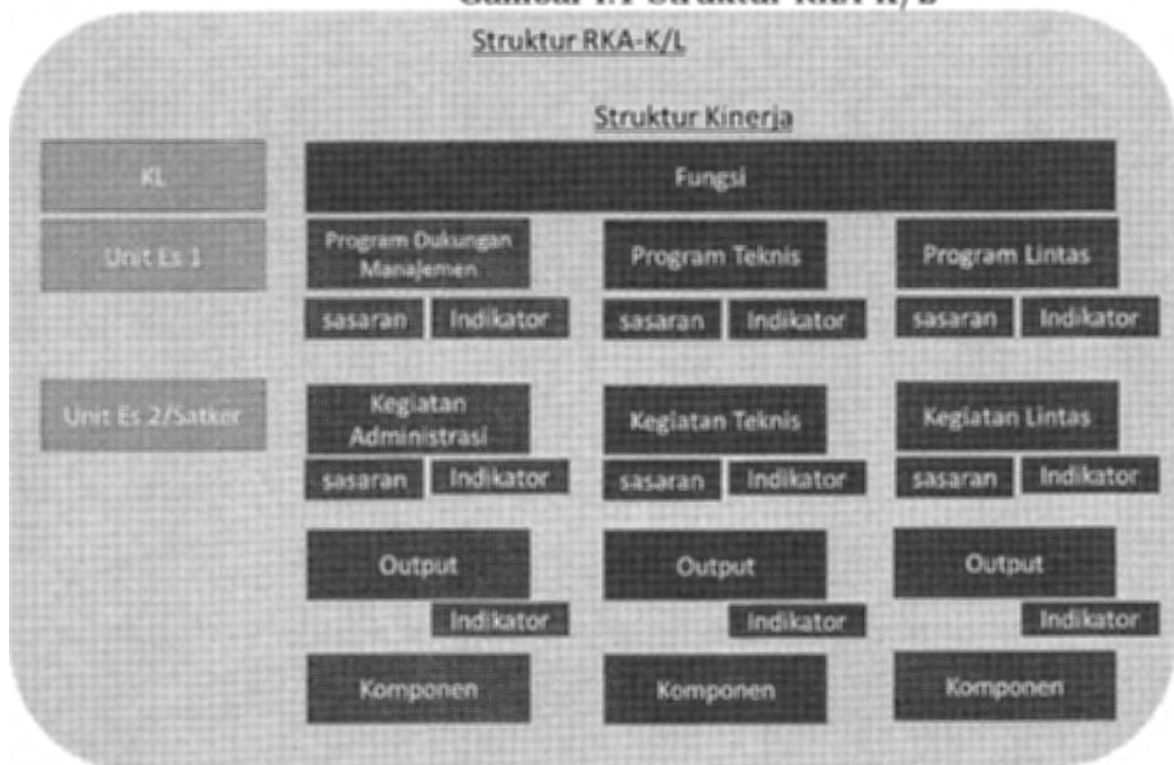 Struktur RKA-K/L
Struktur Kinerja
KL
Fungsi
Unit Es 1
Program Dukungan
Manajemen
Program Teknis
Program Lintas
sasaran Indikator sasaran Indikator sasaran Indikator
Unit Es 2/Satker
Kegiatan
Administrasi
Kegiatan Teknis
Kegiatan Lintas
sasaran Indikator sasaran Indikator sasaran Indikator
Output Output Output
Indikator Indikator Indikator
Komponen Komponen Komponen